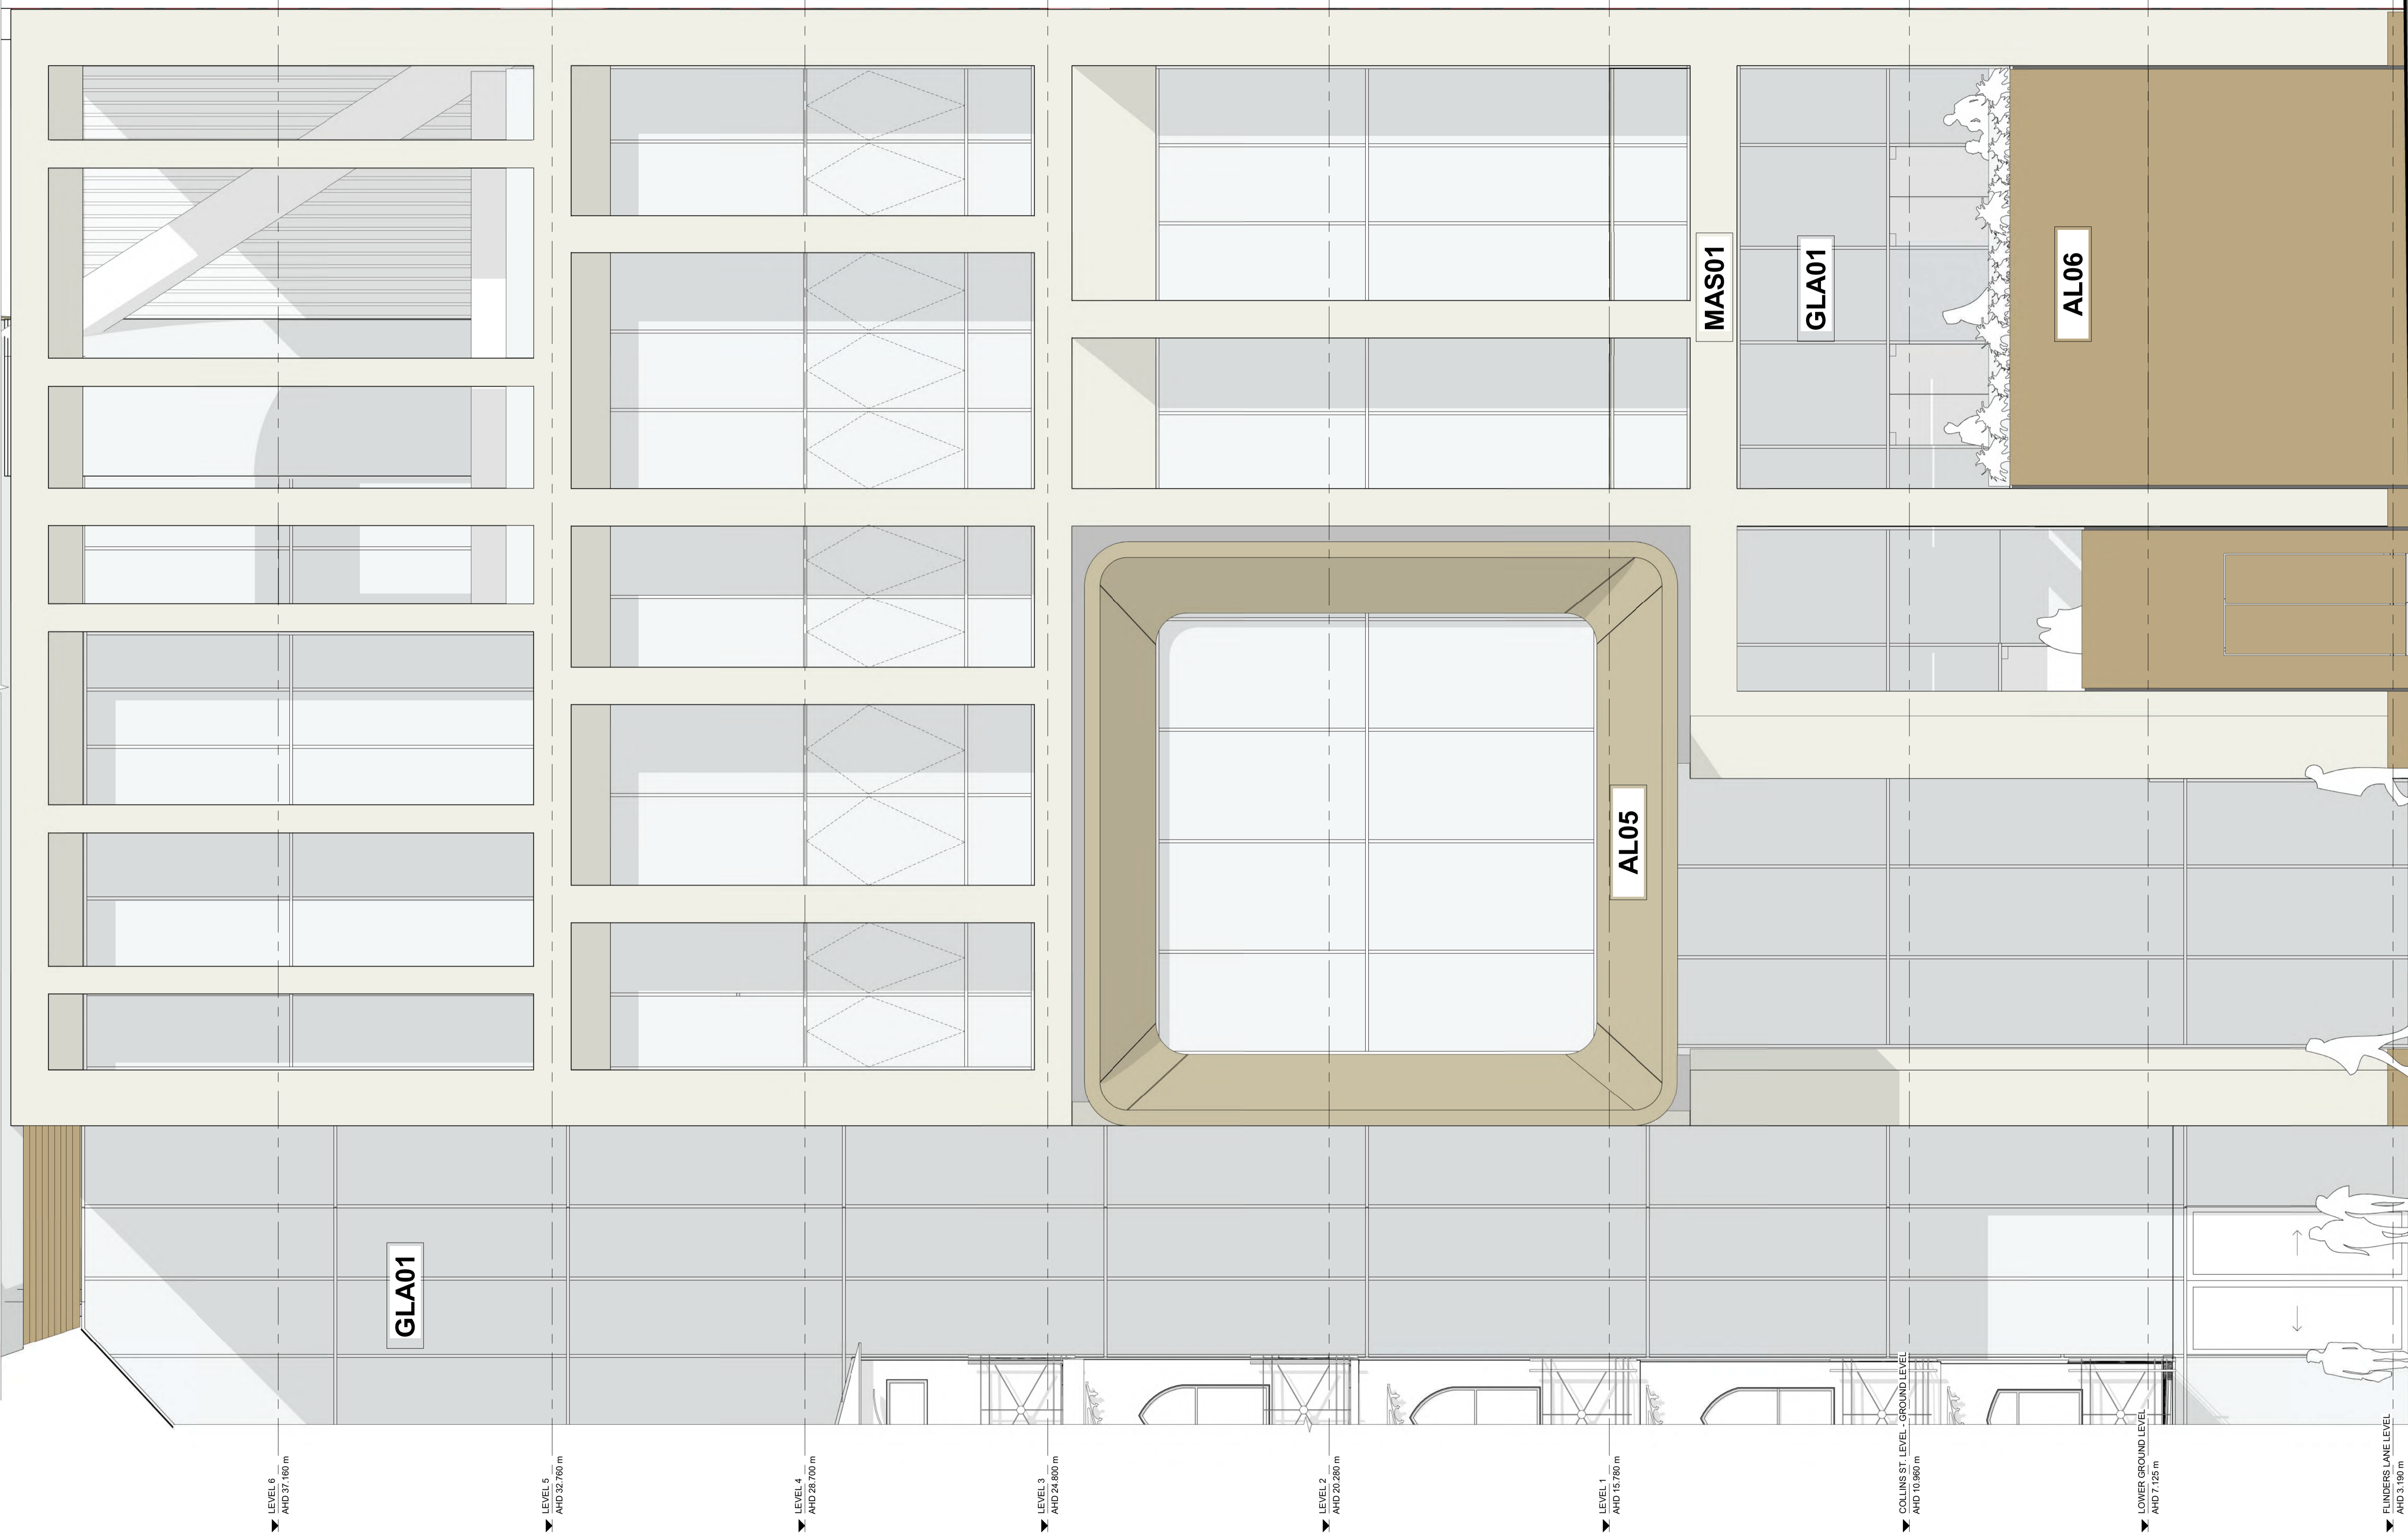 LEVEL 6
AHD 37.160 m
LEVEL 5
AHD 32.760 m
LEVEL 4
AHD 28.700 m
LEVEL 3
AHD 24.800 m
LEVEL 2
AHD 20.280 m
LEVEL 1
AHD 15.780 m
COLLINS ST. LEVEL - GROUND LEVEL
AHD 10.960 m
LOWER GROUND LEVEL
AHD 7.125 m
FLINDERS LANE LEVEL
AHD 3.190 m
GLA01
AL05
MAS01
GLA01
AL06